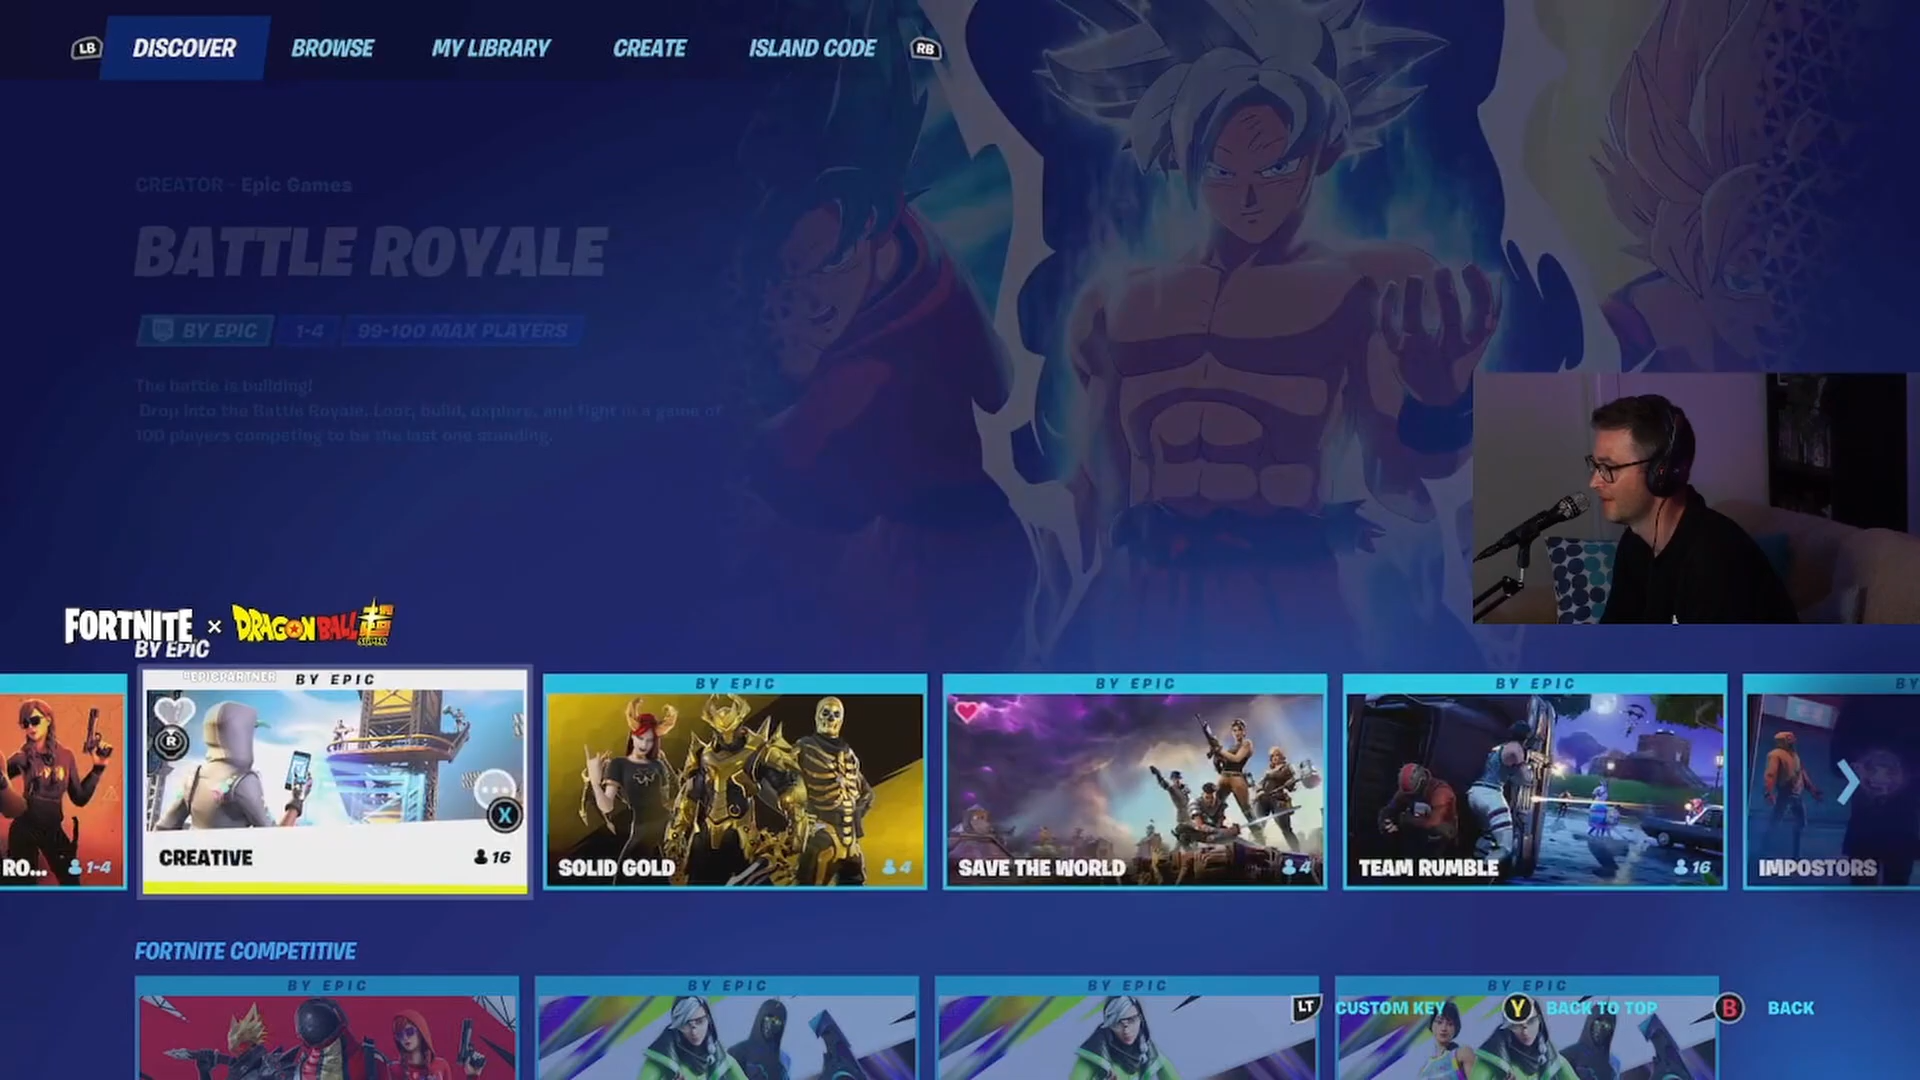 LB DISCOVER BROWSE MY LIBRARY CREATE ISLAND CODE RB
CREATOR - Epic Games
BATTLE ROYALE
BY EPIC 1-4 99-100 MAX PLAYERS
The battle is building!
Drop into the Battle Royale. Loot, build, explore, and fight in a game of
100 players competing to be the last one standing.
FORTNITE × DRAGON BALL 超 SUPER
BY EPIC
#EPICPARTNER BY EPIC
BY EPIC
BY EPIC
BY EPIC
BY
R
X
RO... 1-4
CREATIVE 16
SOLID GOLD 4
SAVE THE WORLD 4
TEAM RUMBLE 16
IMPOSTORS
FORTNITE COMPETITIVE
BY EPIC
BY EPIC
BY EPIC
BY EPIC
LT CUSTOM KEY Y BACK TO TOP B BACK